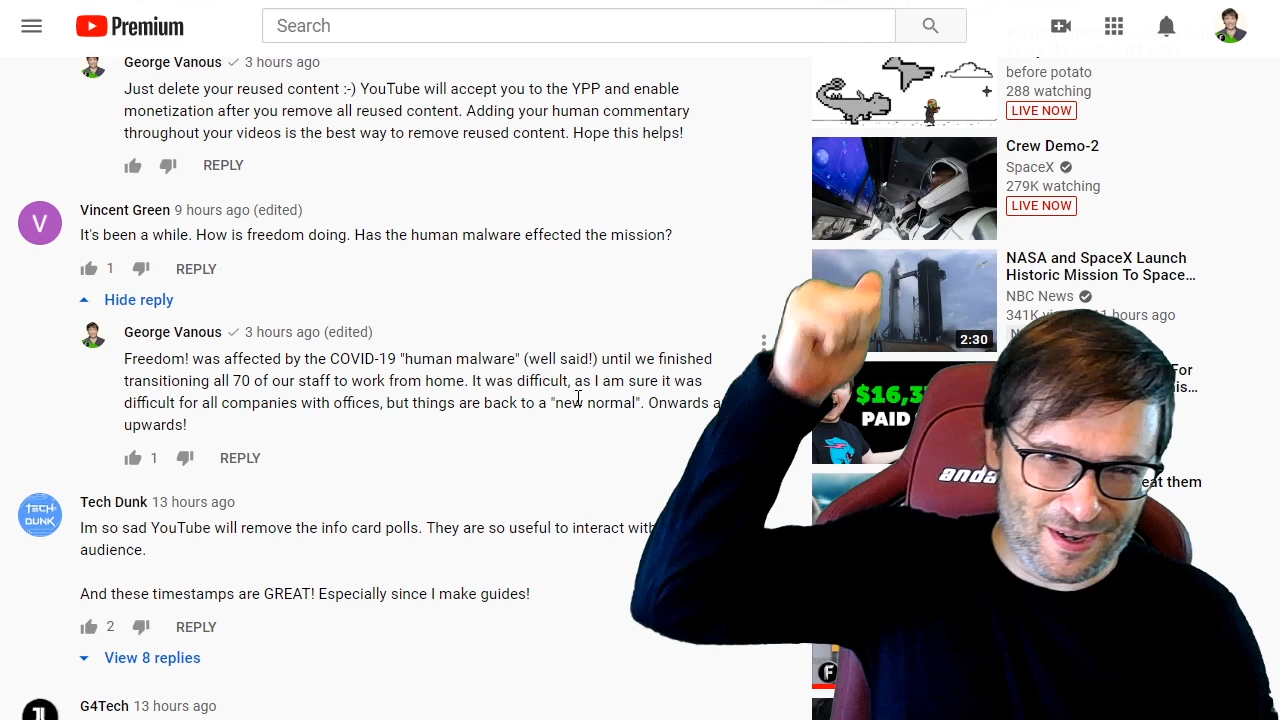 Premium
Search
George Vanous 3 hours ago
Just delete your reused content :-) YouTube will accept you to the YPP and enable
monetization after you remove all reused content. Adding your human commentary
throughout your videos is the best way to remove reused content. Hope this helps!
REPLY
V
Vincent Green 9 hours ago (edited)
It's been a while. How is freedom doing. Has the human malware effected the mission?
1 REPLY
Hide reply
George Vanous 3 hours ago (edited)
Freedom! was affected by the COVID-19 "human malware" (well said!) until we finished
transitioning all 70 of our staff to work from home. It was difficult, as I am sure it was
difficult for all companies with offices, but things are back to a "new normal". Onwards a
upwards!
1 REPLY
TECH
DUNK
Tech Dunk 13 hours ago
Im so sad YouTube will remove the info card polls. They are so useful to interact with
audience.
And these timestamps are GREAT! Especially since I make guides!
2 REPLY
View 8 replies
G4Tech 13 hours ago
before potato
288 watching
LIVE NOW
Crew Demo-2
SpaceX
279K watching
LIVE NOW
NASA and SpaceX Launch
Historic Mission To Space...
NBC News
341K 11 hours ago
2:30
For
$16,3
PAID
anda
eat them
F